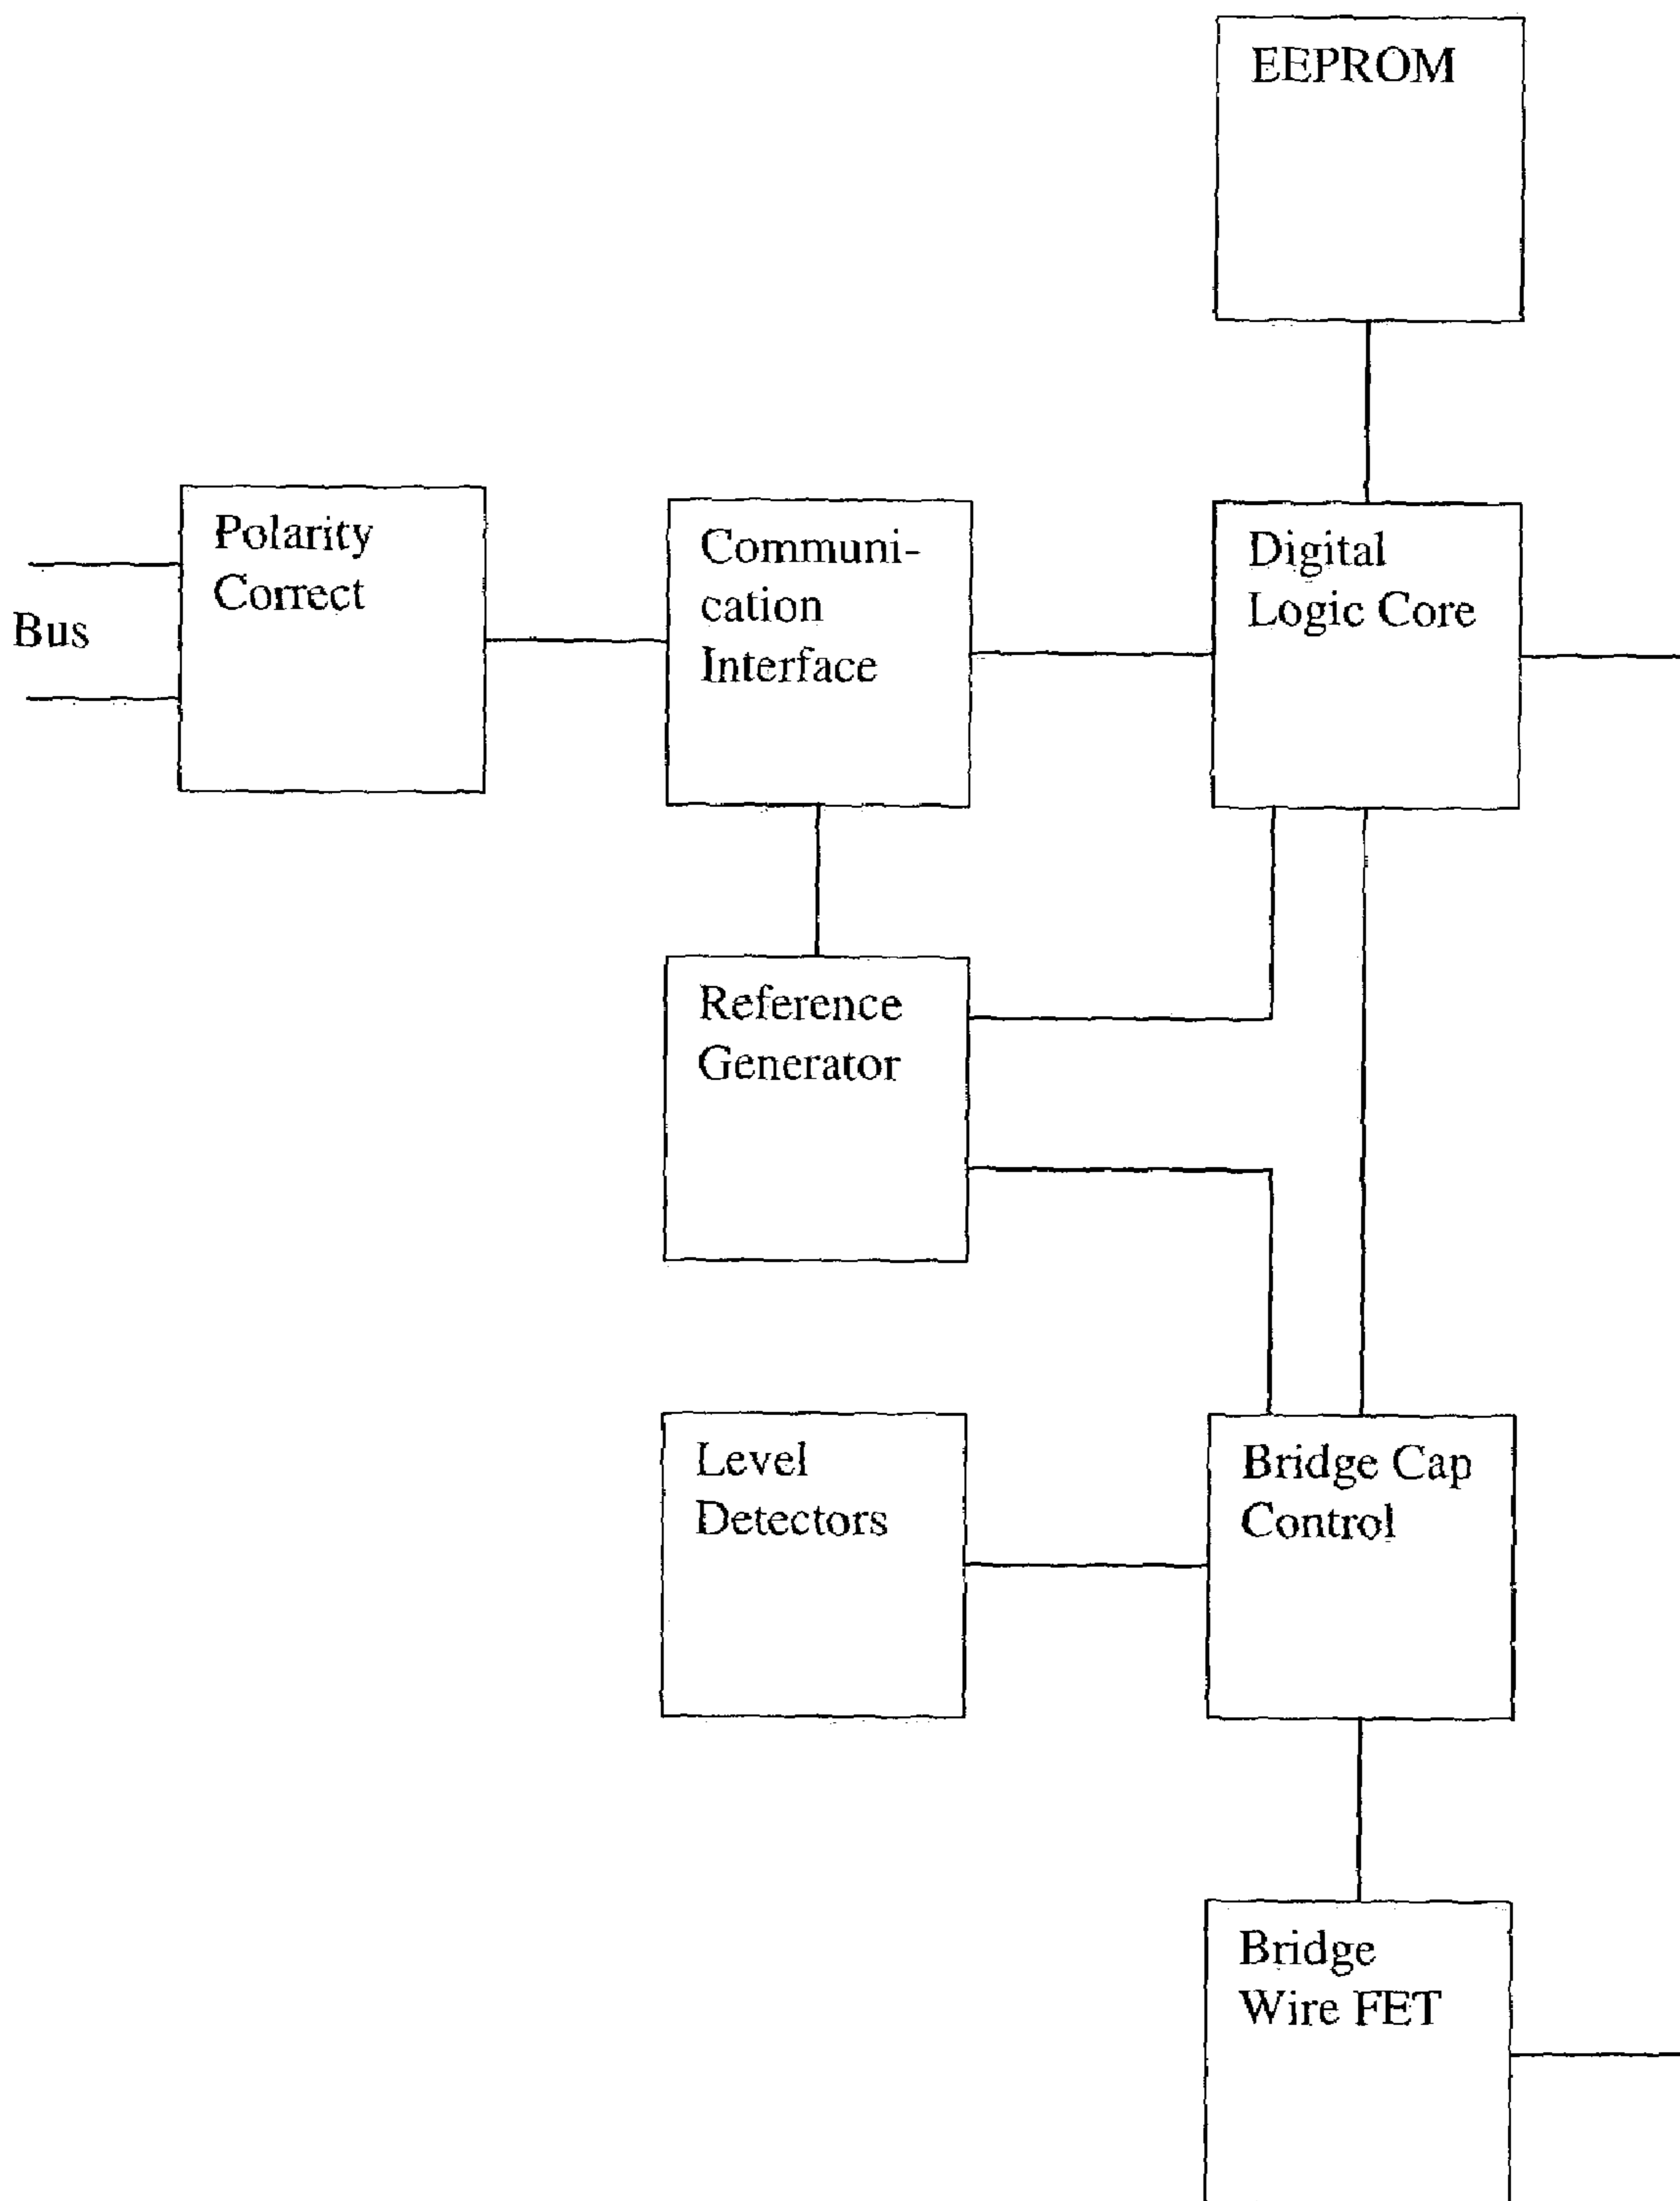 EEPROM
Polarity
Correct
Bus
Communi-
cation
Interface
Digital
Logic Core
Reference
Generator
Level
Detectors
Bridge Cap
Control
Bridge
Wire FET